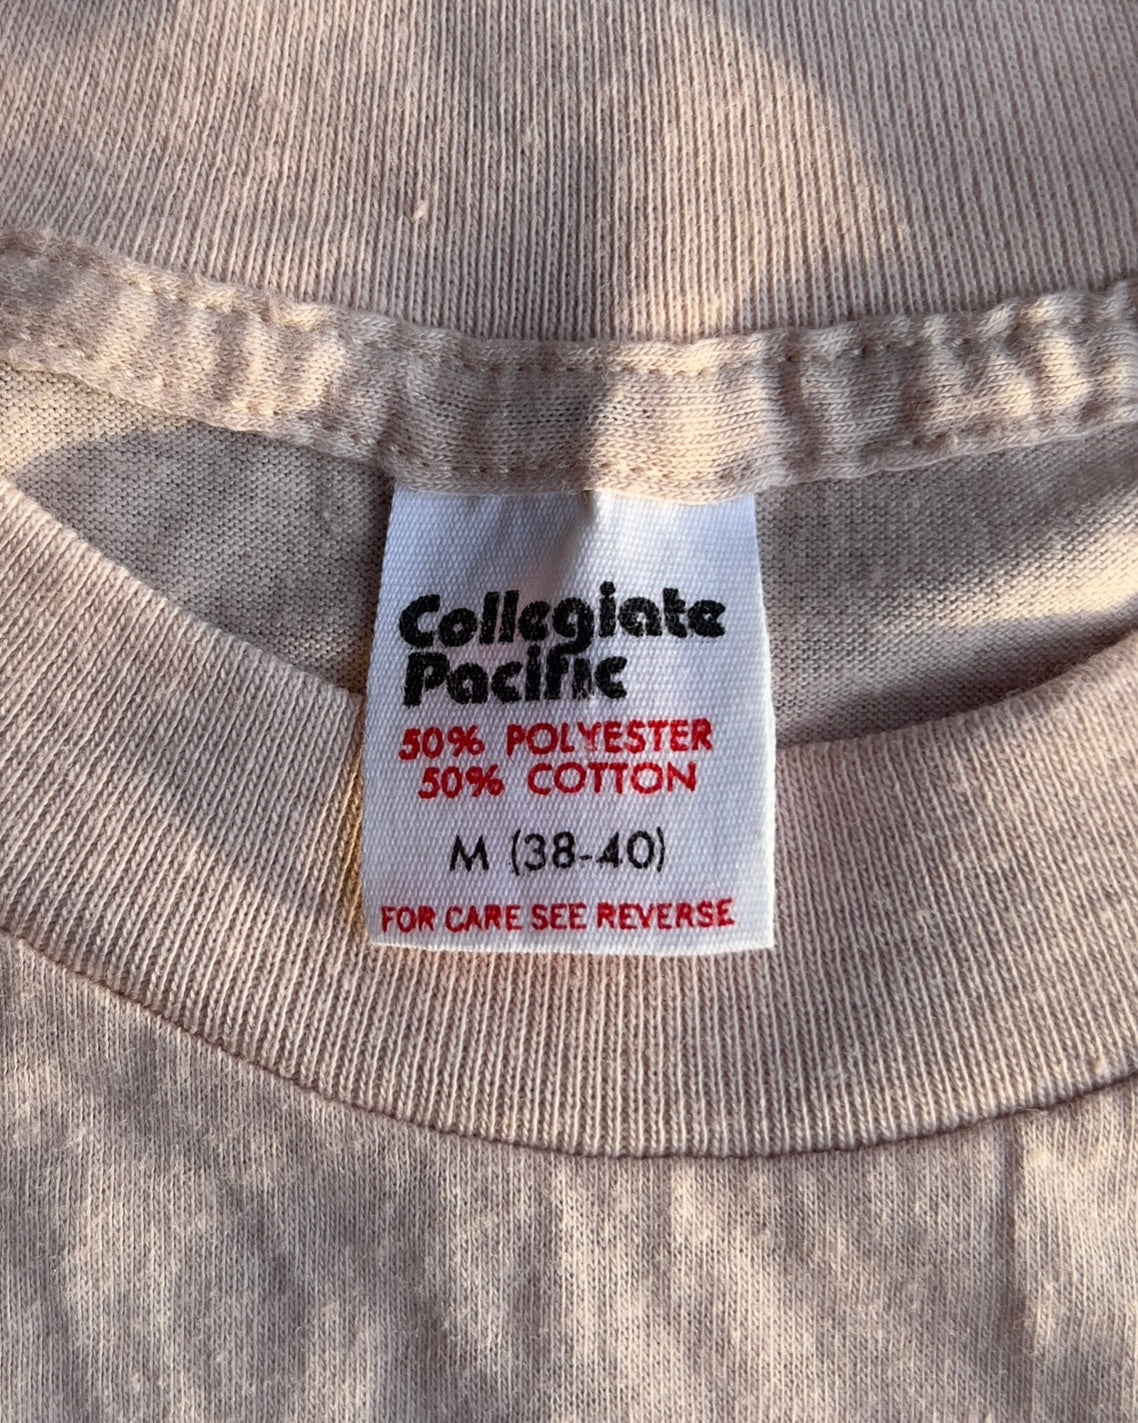 Collegiate
Pacific
50% POLYESTER
50% COTTON
M (38-40)
FOR CARE SEE REVERSE